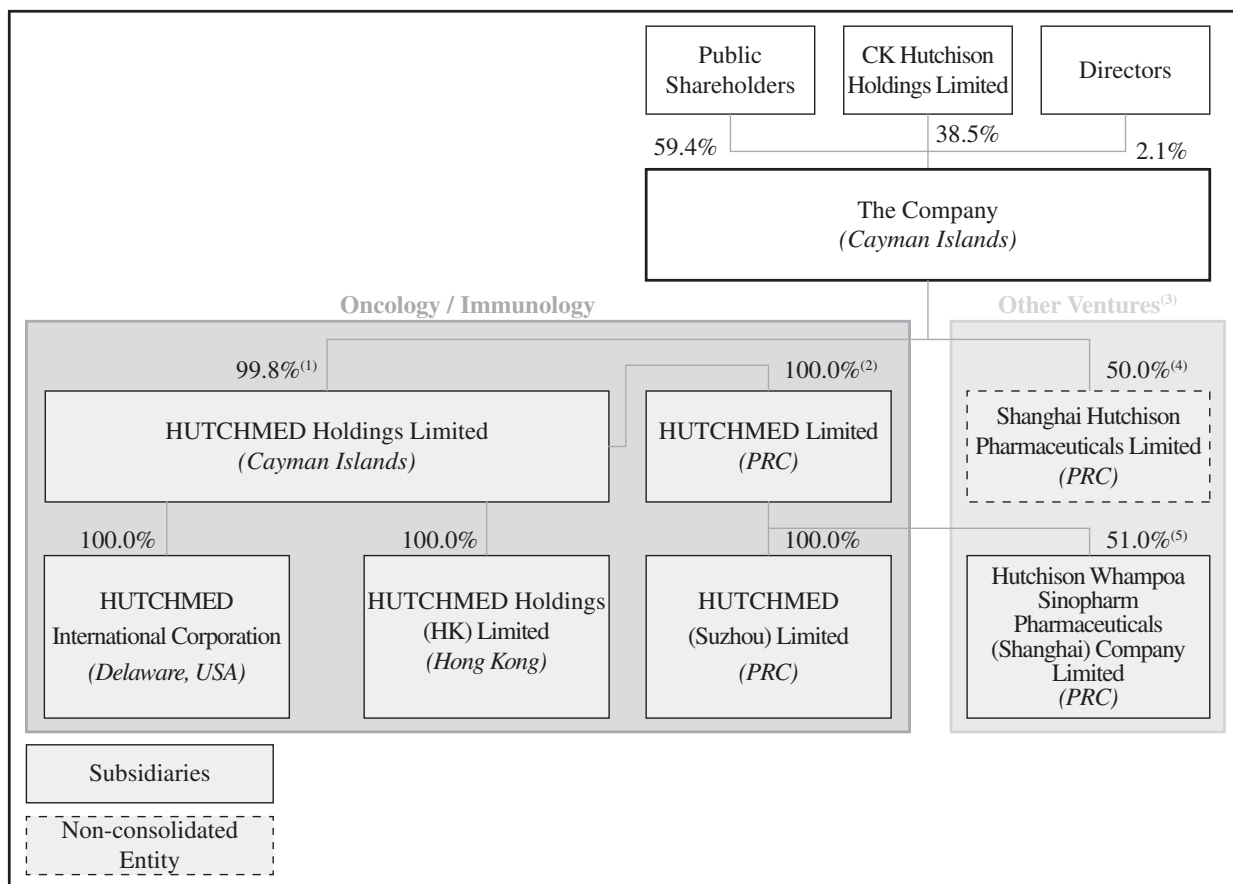 Public
Shareholders
CK Hutchison
Holdings Limited
Directors
59.4%
38.5%
2.1%
The Company
(Cayman Islands)
Oncology / Immunology
Other Ventures(3)
99.8%(1)
100.0%(2)
50.0%(4)
HUTCHMED Holdings Limited
(Cayman Islands)
HUTCHMED Limited
(PRC)
Shanghai Hutchison
Pharmaceuticals Limited
(PRC)
100.0%
100.0%
100.0%
51.0%(5)
HUTCHMED
International Corporation
(Delaware, USA)
HUTCHMED Holdings
(HK) Limited
(Hong Kong)
HUTCHMED
(Suzhou) Limited
(PRC)
Hutchison Whampoa
Sinopharm
Pharmaceuticals
(Shanghai) Company
Limited
(PRC)
Subsidiaries
Non-consolidated
Entity